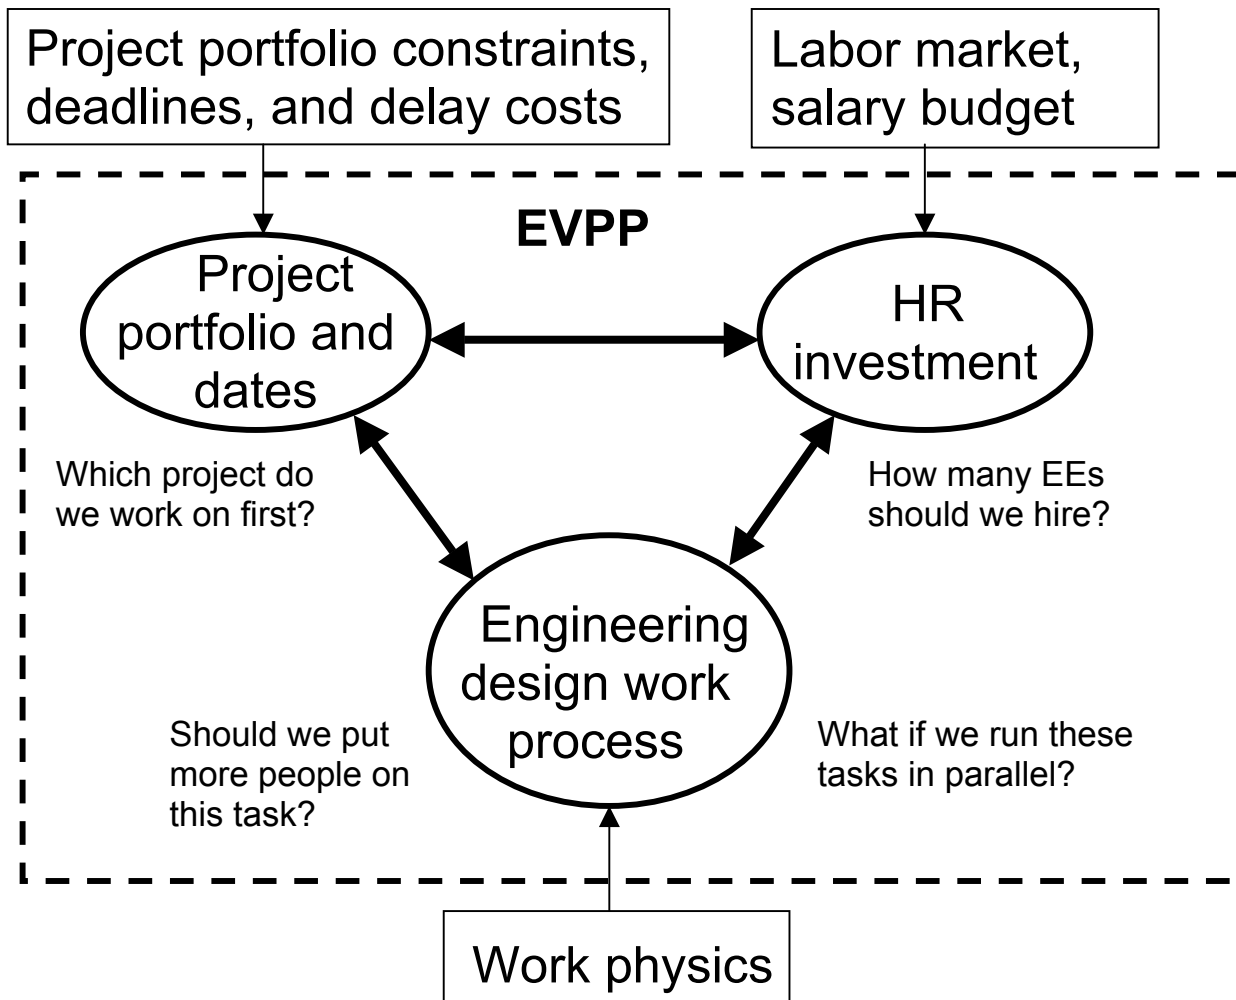 Project portfolio constraints,
deadlines, and delay costs
Labor market,
salary budget
EVPP
Project
portfolio and
dates
HR
investment
Which project do
we work on first?
How many EEs
should we hire?
Engineering
design work
process
Should we put
more people on
this task?
What if we run these
tasks in parallel?
Work physics